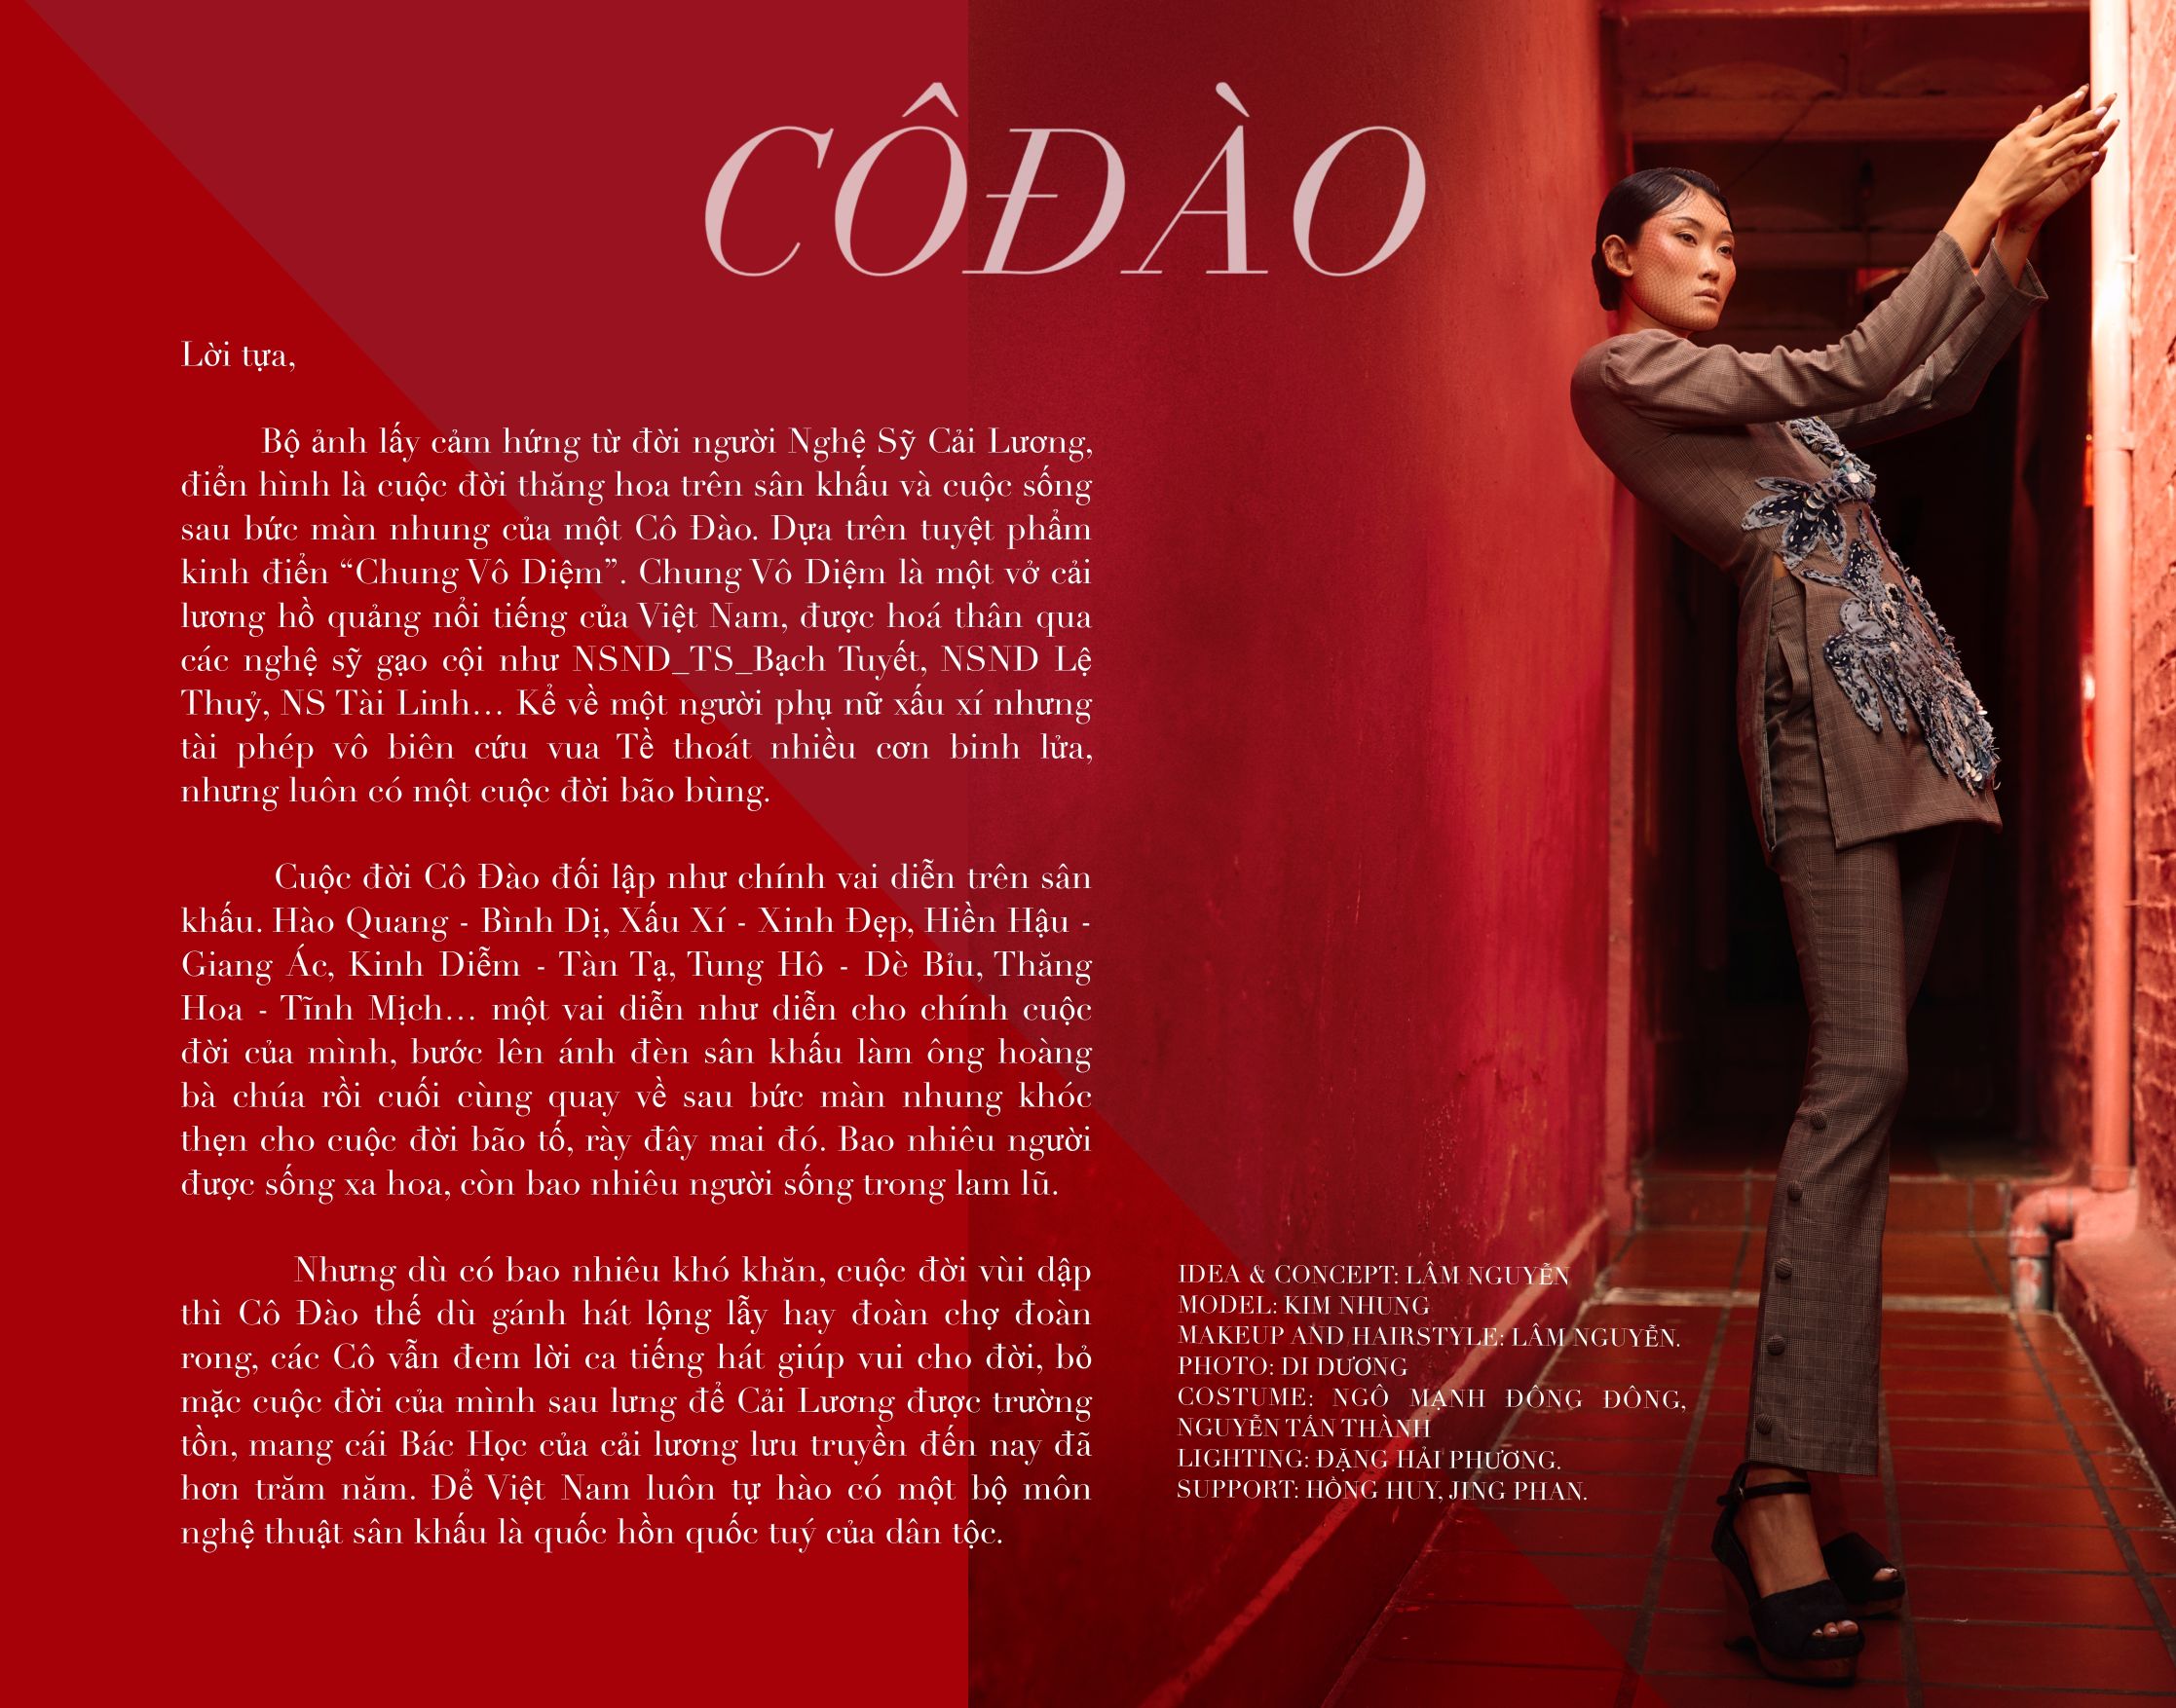 CÔĐÀO
Lời tựa,
Bộ ảnh lấy cảm hứng từ đời người Nghệ Sỹ Cải Lương,
điển hình là cuộc đời thăng hoa trên sân khấu và cuộc sống
sau bức màn nhung của một Cô Đào. Dựa trên tuyệt phẩm
kinh điển “Chung Vô Diệm”. Chung Vô Diệm là một vở cải
lương hồ quảng nổi tiếng của Việt Nam, được hoá thân qua
các nghệ sỹ gạo cội như NSND_TS_Bạch Tuyết, NSND Lệ
Thuỷ, NS Tài Linh... Kể về một người phụ nữ xấu xí nhưng
tài phép vô biên cứu vua Tề thoát nhiều cơn binh lửa,
nhưng luôn có một cuộc đời bão bùng.
Cuộc đời Cô Đào đối lập như chính vai diễn trên sân
khấu. Hào Quang - Bình Dị, Xấu Xí - Xinh Đẹp, Hiền Hậu -
Giang Ác, Kinh Diễm - Tàn Tạ, Tung Hô - Dè Bỉu, Thăng
Hoa - Tĩnh Mịch... một vai diễn như diễn cho chính cuộc
đời của mình, bước lên ánh đèn sân khấu làm ông hoàng
bà chúa rồi cuối cùng quay về sau bức màn nhung khóc
thẹn cho cuộc đời bão tố, rày đây mai đó. Bao nhiêu người
được sống xa hoa, còn bao nhiêu người sống trong lam lũ.
Nhưng dù có bao nhiêu khó khăn, cuộc đời vùi dập
thì Cô Đào thế dù gánh hát lộng lẫy hay đoàn chợ đoàn
rong, các Cô vẫn đem lời ca tiếng hát giúp vui cho đời, bỏ
mặc cuộc đời của mình sau lưng để Cải Lương được trường
tồn, mang cái Bác Học của cải lương lưu truyền đến nay đã
hơn trăm năm. Để Việt Nam luôn tự hào có một bộ môn
nghệ thuật sân khấu là quốc hồn quốc tuý của dân tộc.
IDEA & CONCEPT: LÂM NGUYỄN
MODEL: KIM NHUNG
MAKEUP AND HAIRSTYLE: LÂM NGUYỄN.
PHOTO: DI DƯƠNG
COSTUME: NGÔ MẠNH ĐÔNG ĐÔNG,
NGUYỄN TẤN THÀNH
LIGHTING: ĐẶNG HẢI PHƯƠNG.
SUPPORT: HỒNG HUY, JING PHAN.